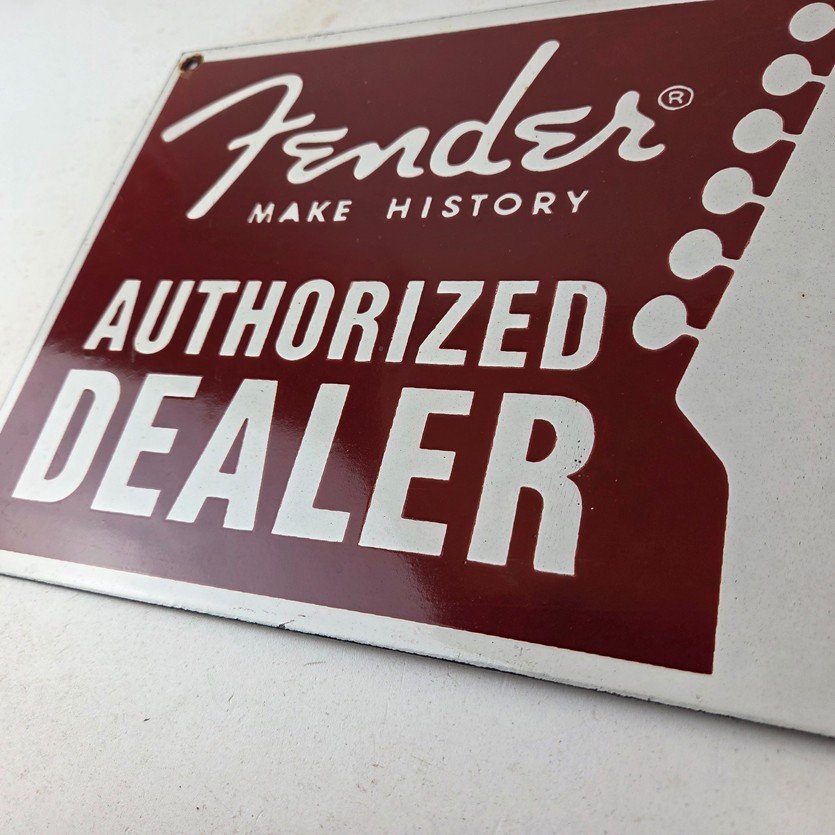 Fender®
MAKE HISTORY
AUTHORIZED
DEALER